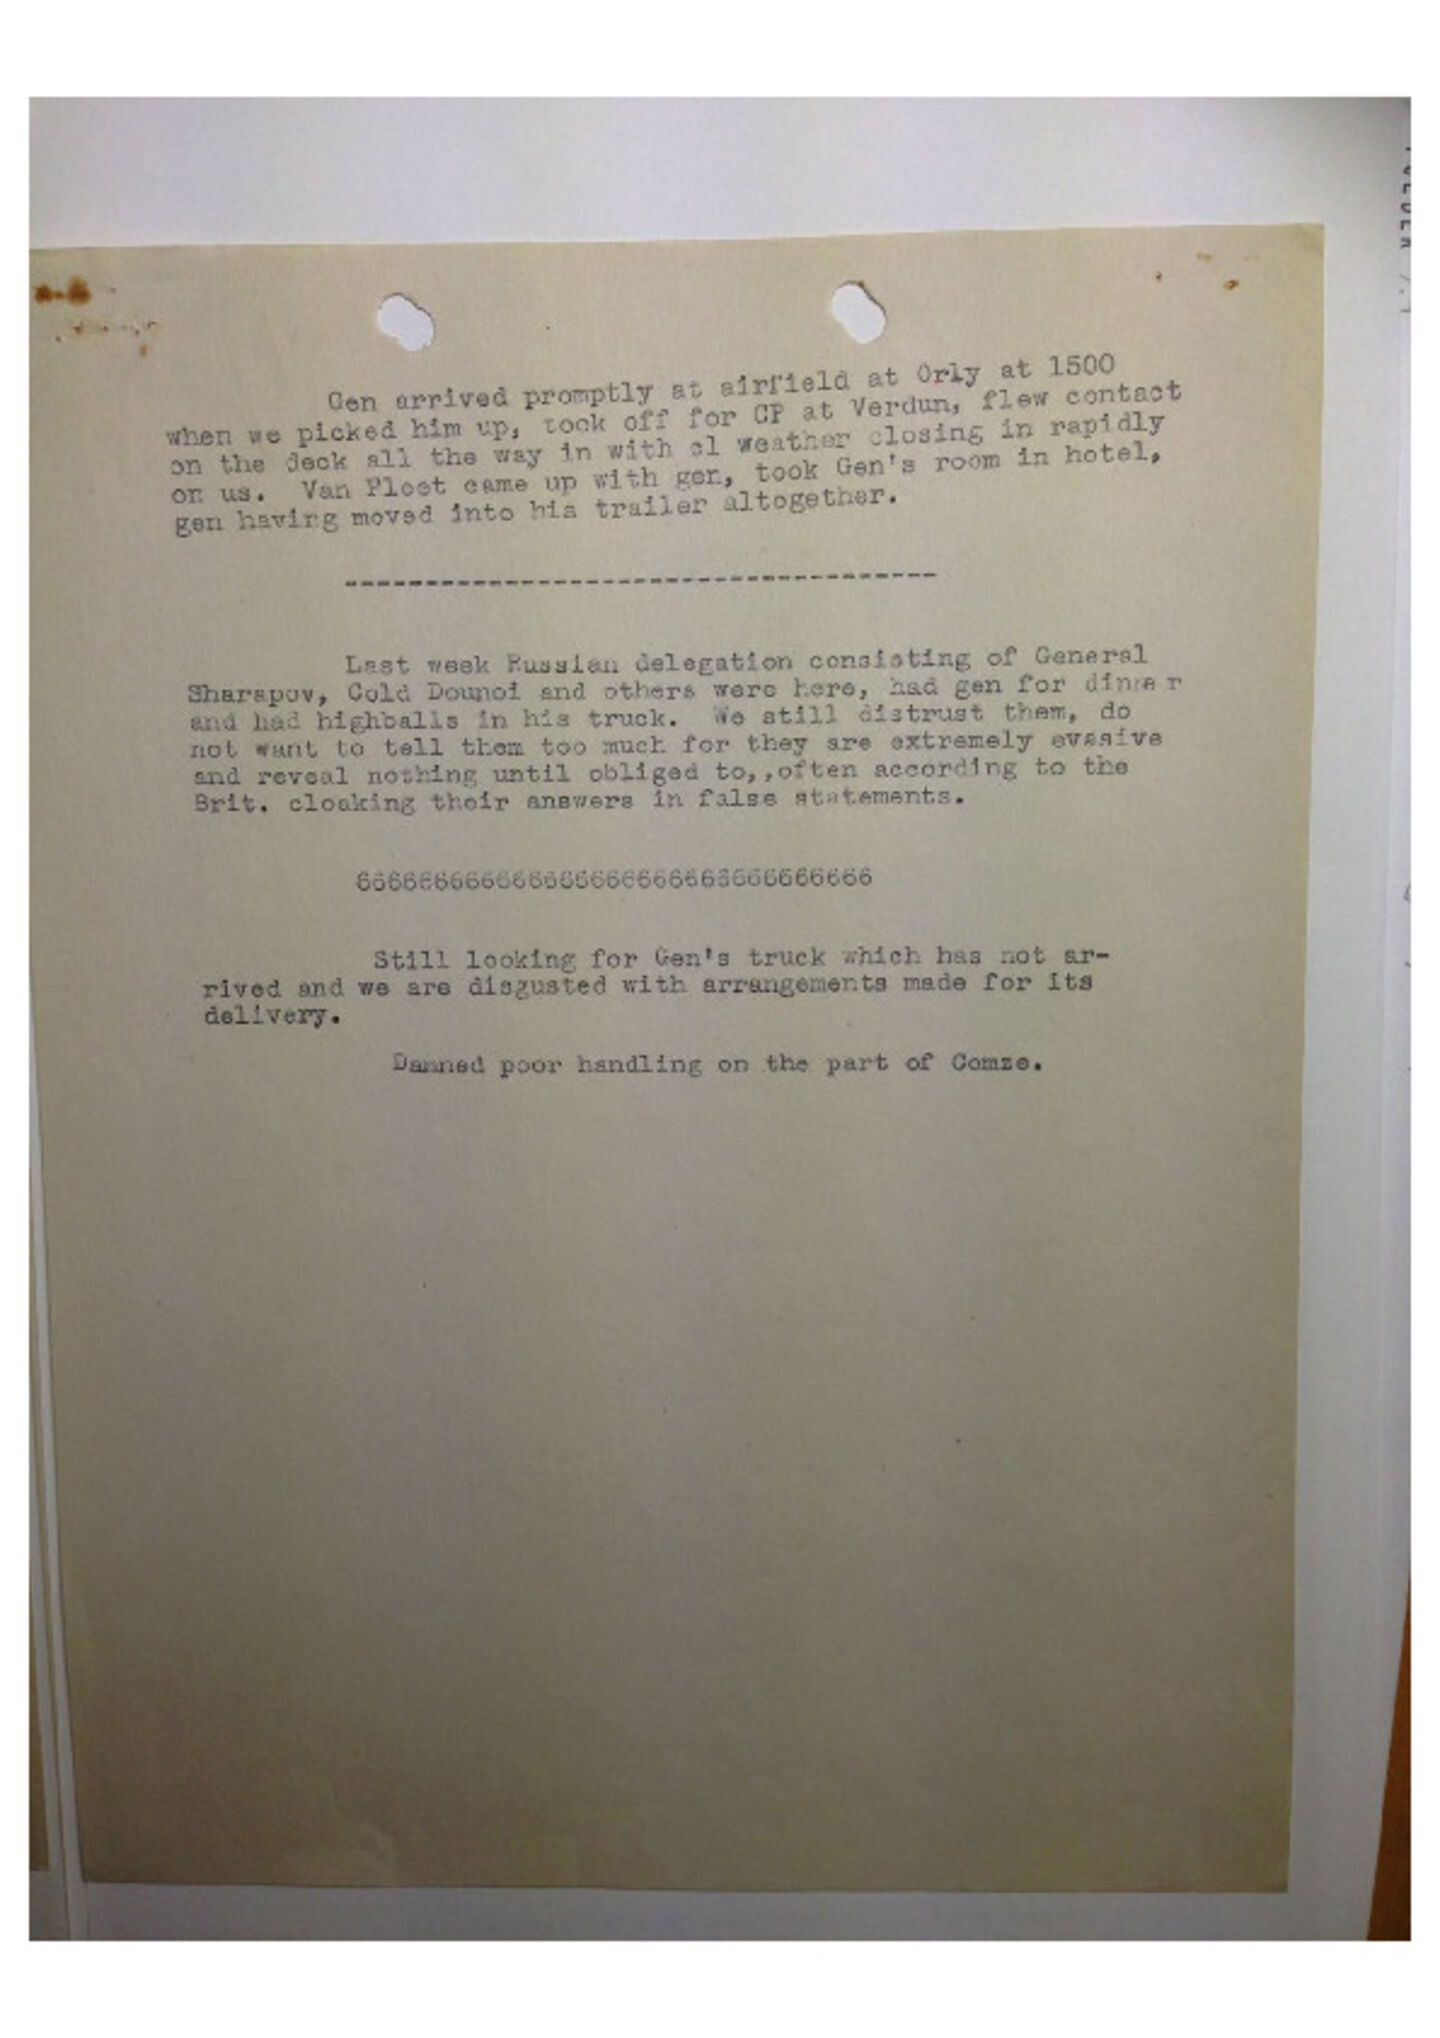 Gen arrived promptly at airfield at Orly at 1500
when we picked him up, took off for CP at Verdun, flew contact
on the deck all the way in with cl weather closing in rapidly
on us. Van Fleet came up with gen, took Gen's room in hotel,
gen having moved into his trailer altogether.
-------------------------------------
Last week Russian delegation consisting of General
Sharapov, Cold Dounoi and others were here, had gen for dinner
and had highballs in his truck. We still distrust them, do
not want to tell them too much for they are extremely evasive
and reveal nothing until obliged to,,often according to the
Brit. cloaking their answers in false statements.
666666666666666666666666666666666
Still looking for Gen's truck which has not ar-
rived and we are disgusted with arrangements made for its
delivery.
Damned poor handling on the part of Comze.